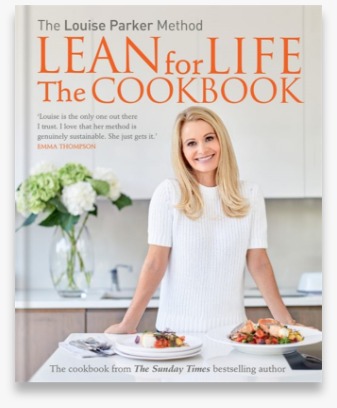 The Louise Parker Method
LEAN for LIFE
The COOKBOOK
‘Louise is the only one out there
I trust. I love that her method is
genuinely sustainable. She just gets it.’
EMMA THOMPSON
The cookbook from The Sunday Times bestselling author